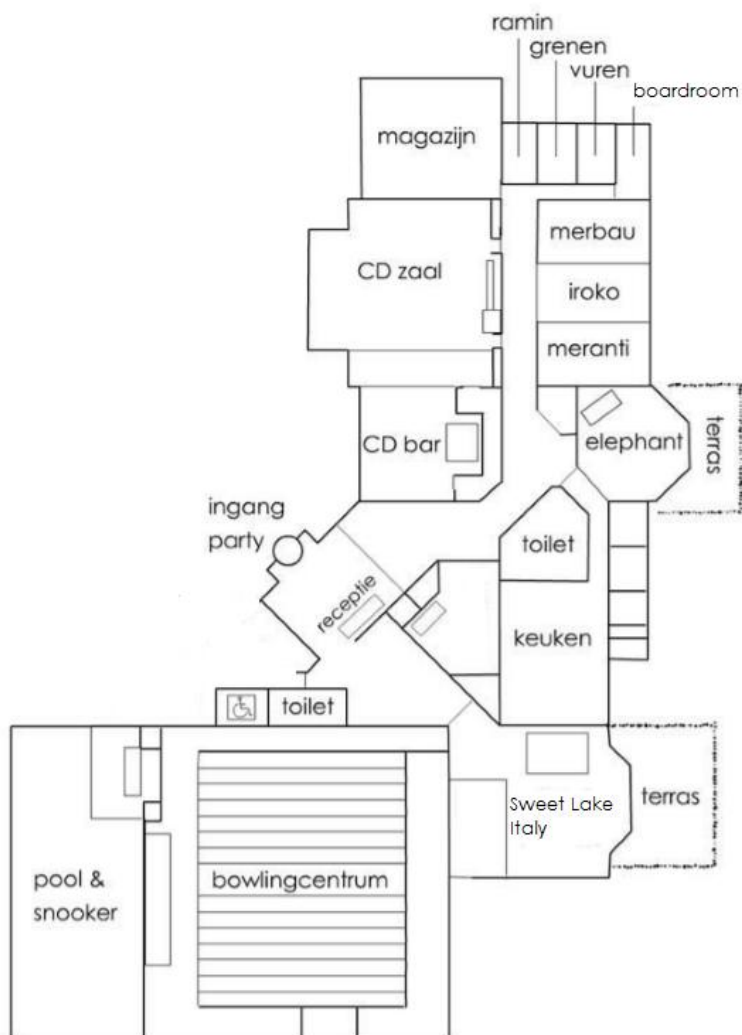 ramin
grenen
vuren
boardroom
magazijn
merbau
CD zaal
iroko
meranti
elephant
terras
CD bar
ingang
party
toilet
receptie
keuken
toilet
Sweet Lake
Italy
terras
pool &
snooker
bowlingcentrum